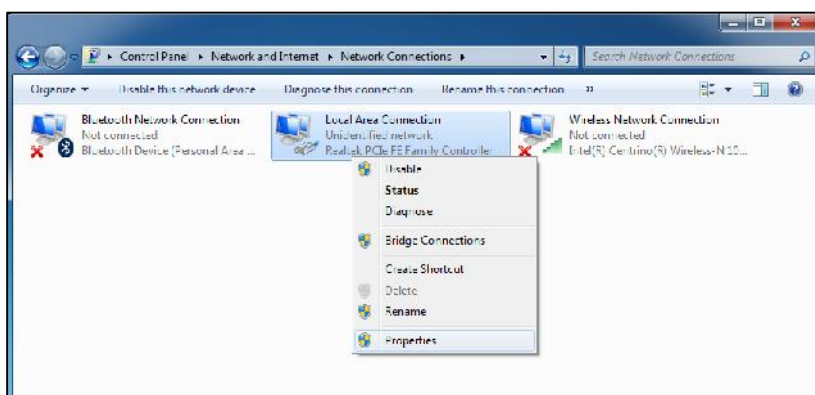 Control Panel ▸ Network and Internet ▸ Network Connections ▸
Search Network Connections
Organize
Disable this network device
Diagnose this connection
Rename this connection
»
Bluetooth Network Connection
Not connected
Bluetooth Device (Personal Area ...
Local Area Connection
Unidentified network
Realtek PCIe FE Family Controller
Wireless Network Connection
Not connected
Intel(R) Centrino(R) Wireless-N 10...
Disable
Status
Diagnose
Bridge Connections
Create Shortcut
Delete
Rename
Properties